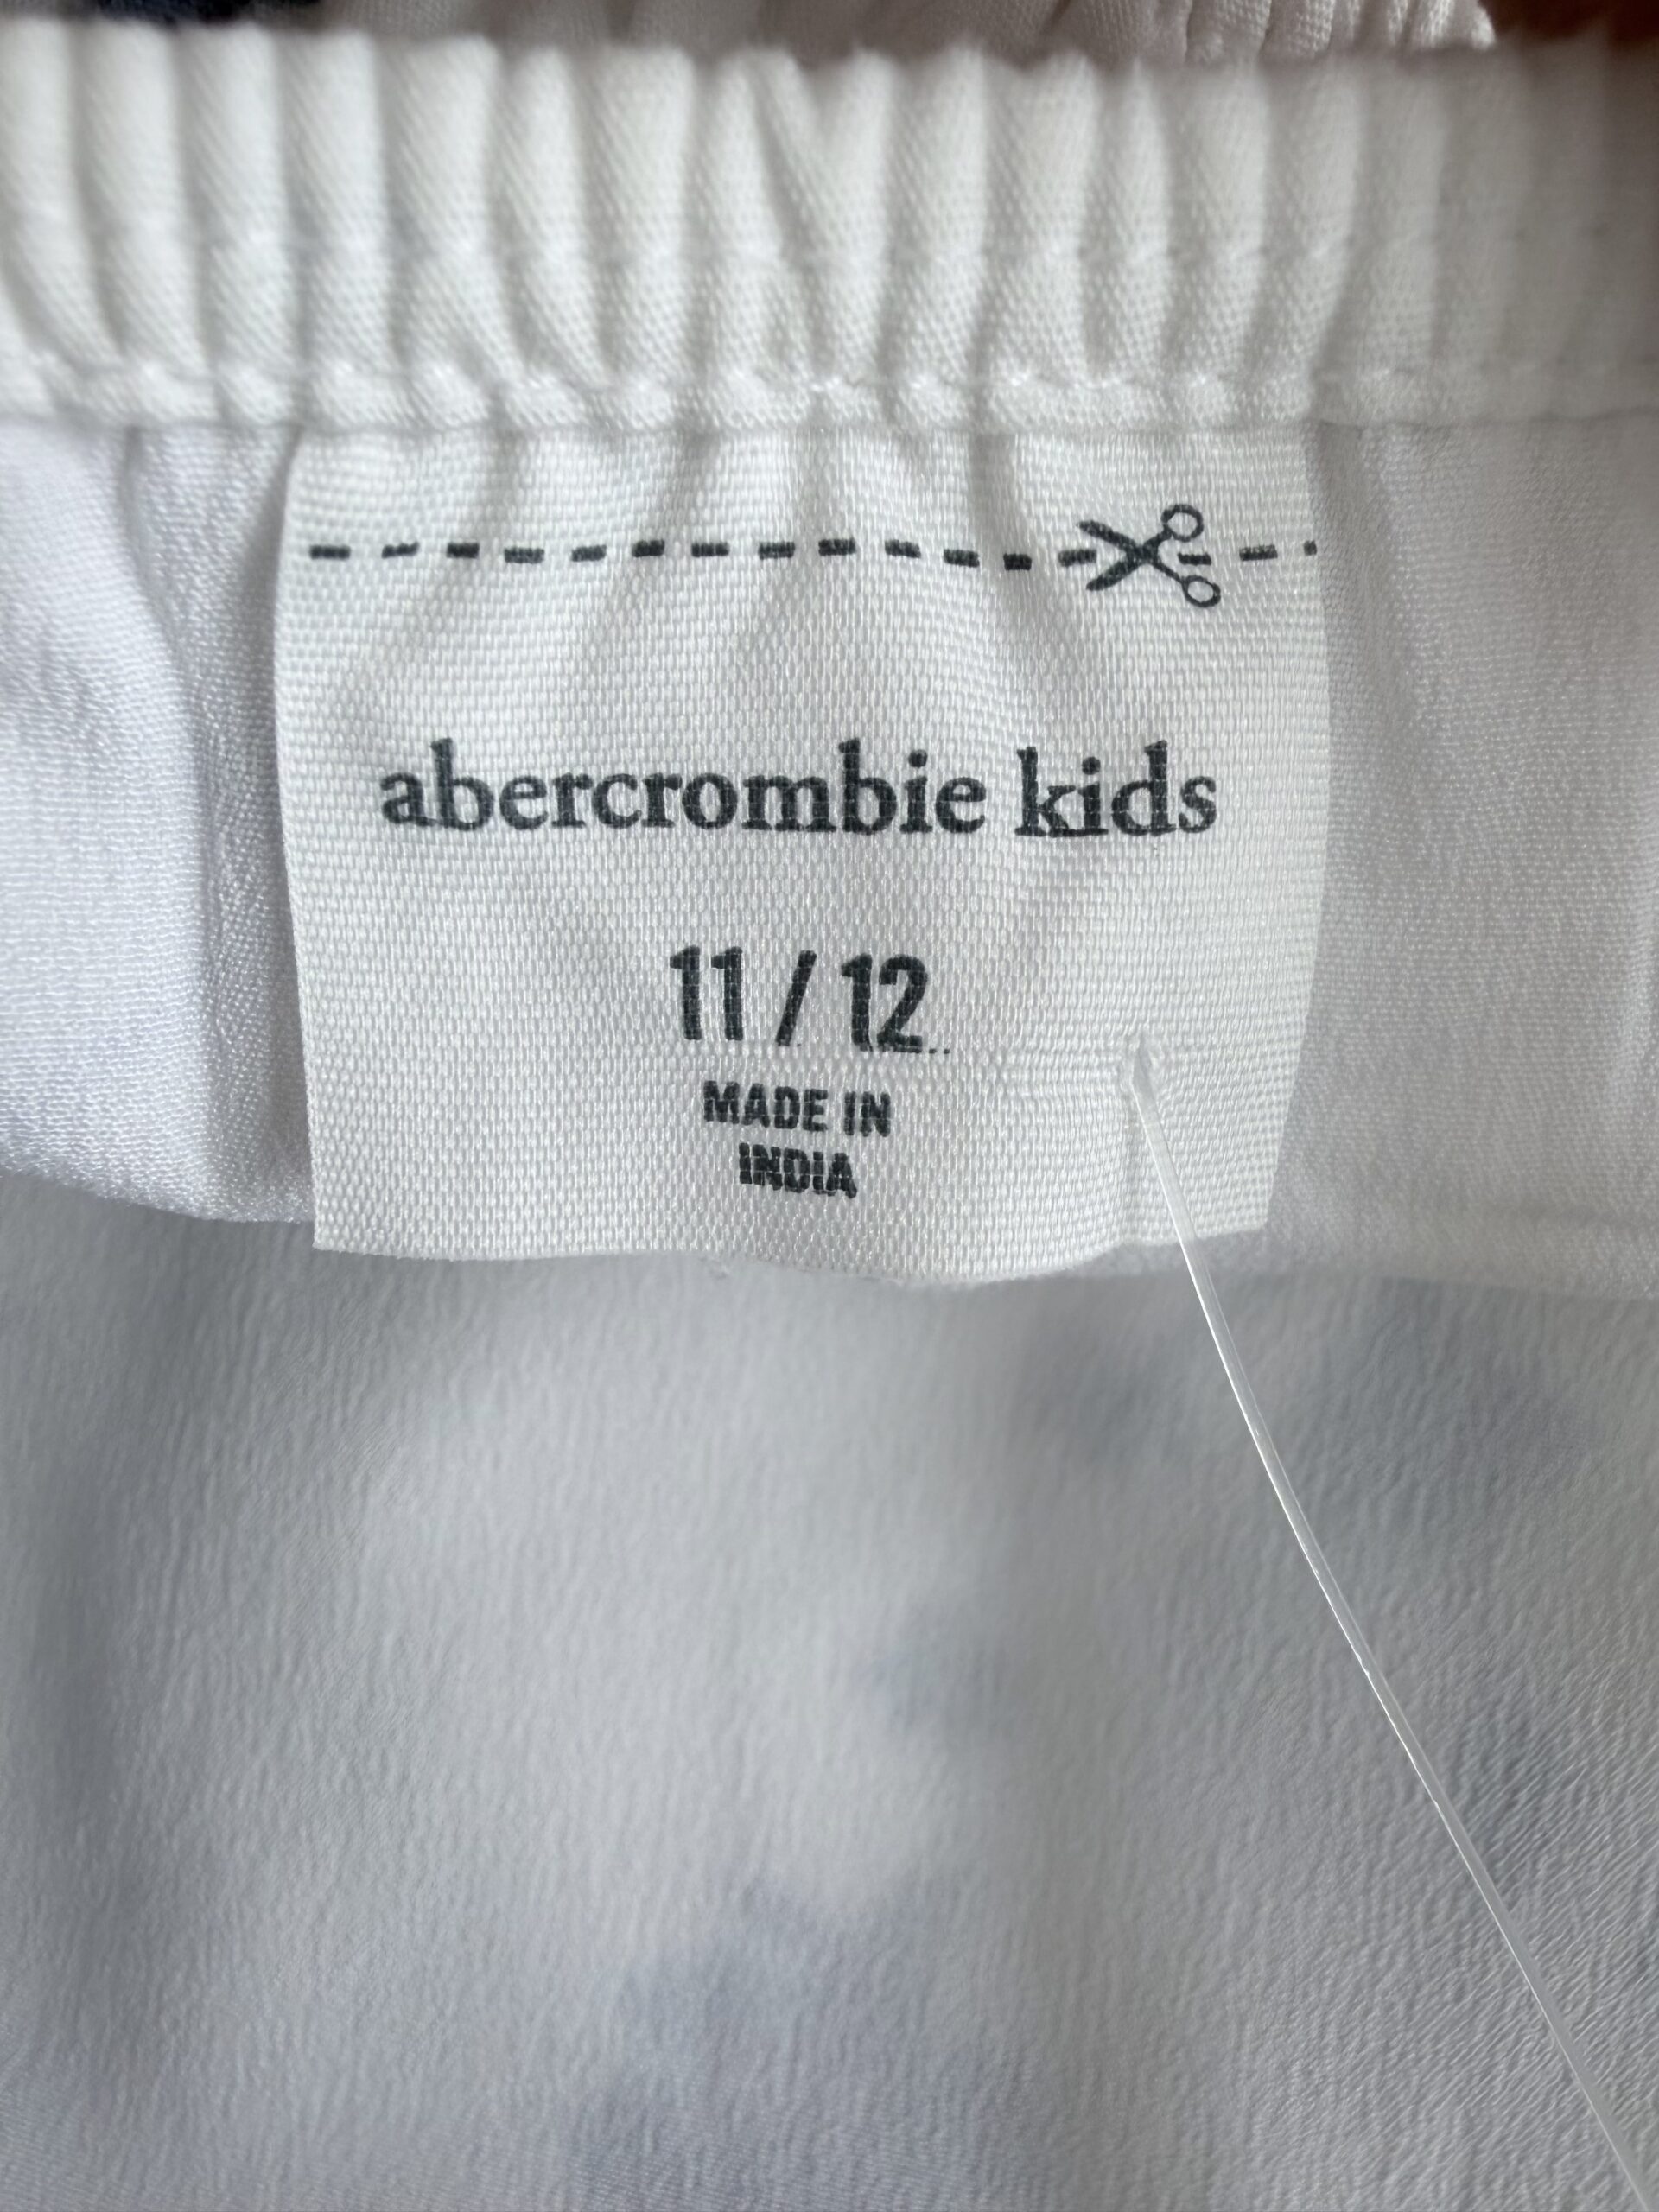 abercrombie kids
11 / 12
MADE IN
INDIA